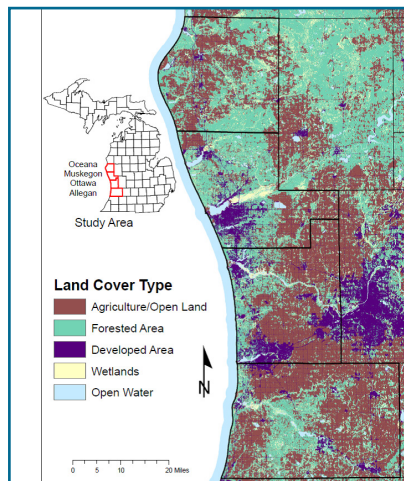 Oceana
Muskegon
Ottawa
Allegan
Study Area
Land Cover Type
Agriculture/Open Land
Forested Area
Developed Area
Wetlands
Open Water
N
0 5 10 20 Miles